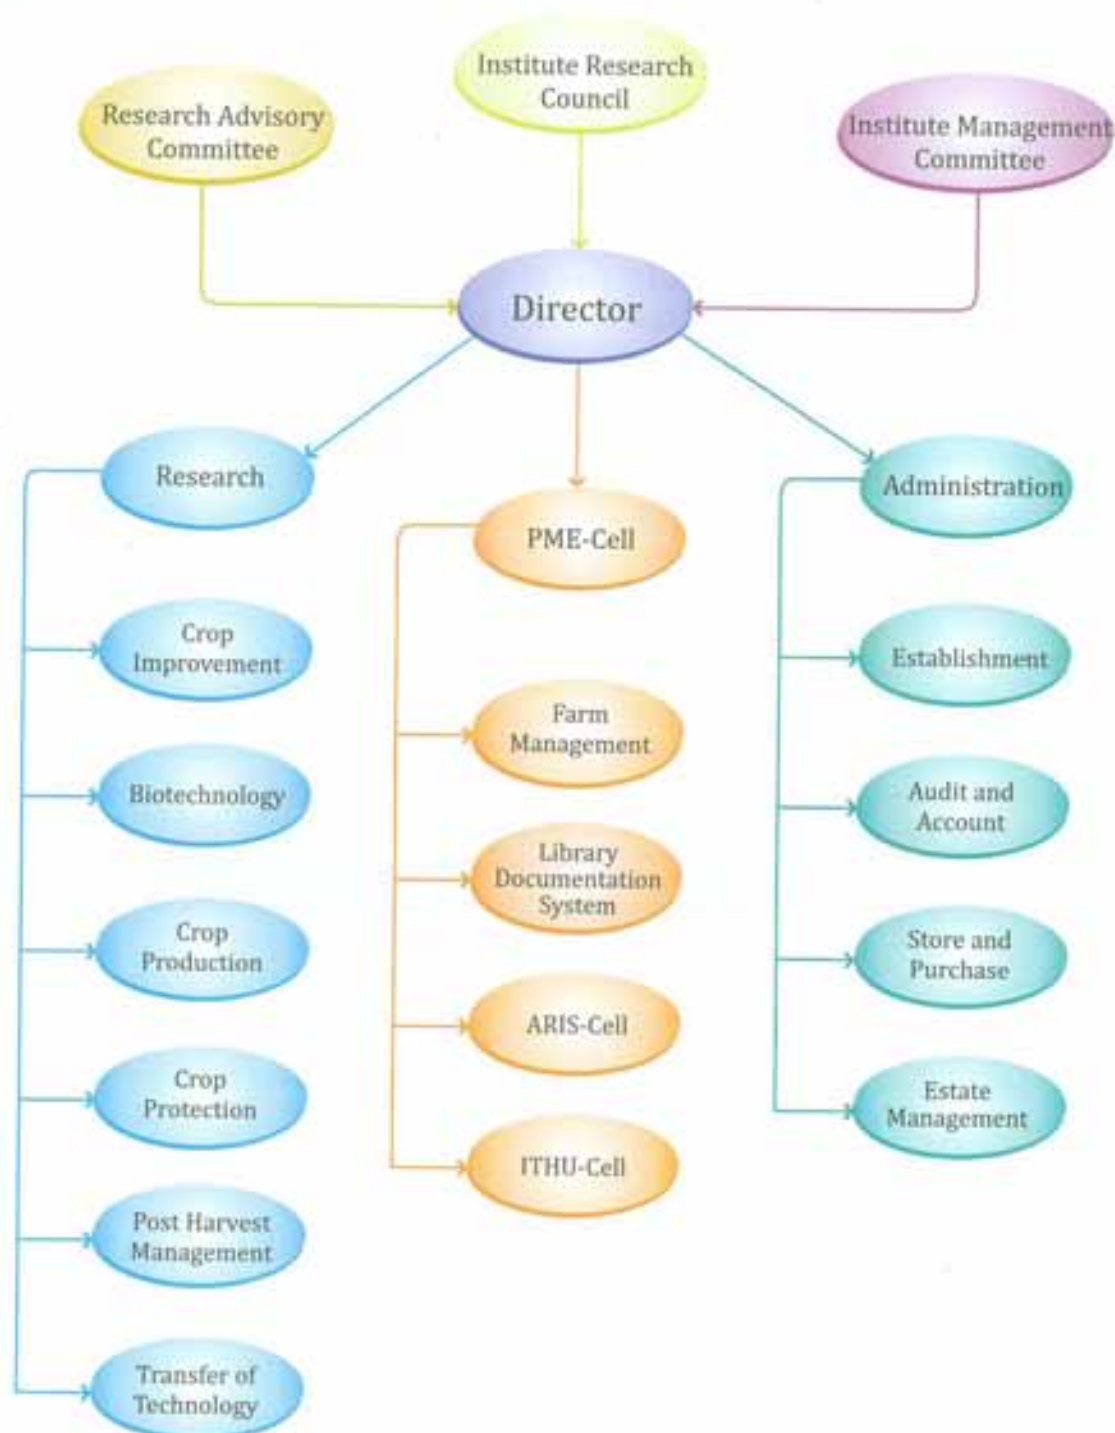 Institute Research
Council
Research Advisory
Committee
Institute Management
Committee
Director
Research
Crop
Improvement
Biotechnology
Crop
Production
Crop
Protection
Post Harvest
Management
Transfer of
Technology
PME-Cell
Farm
Management
Library
Documentation
System
ARIS-Cell
ITHU-Cell
Administration
Establishment
Audit and
Account
Store and
Purchase
Estate
Management